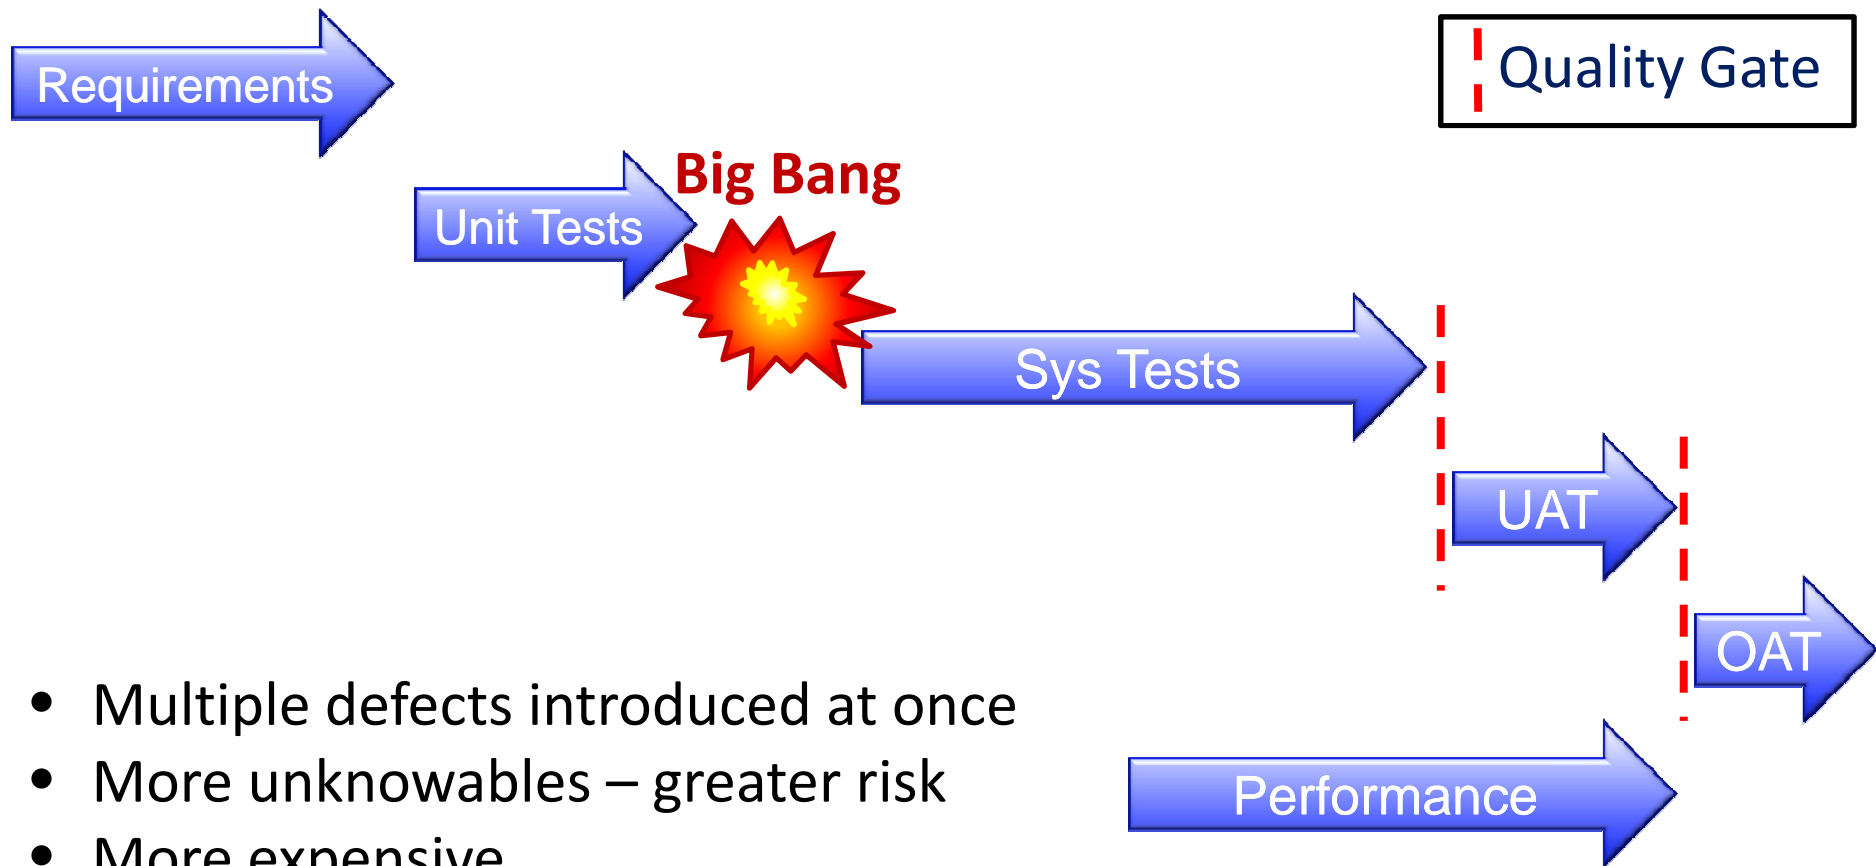 Requirements
Quality Gate
Big Bang
Unit Tests
Sys Tests
UAT
OAT
• Multiple defects introduced at once
• More unknowables – greater risk
Performance
• More expensive